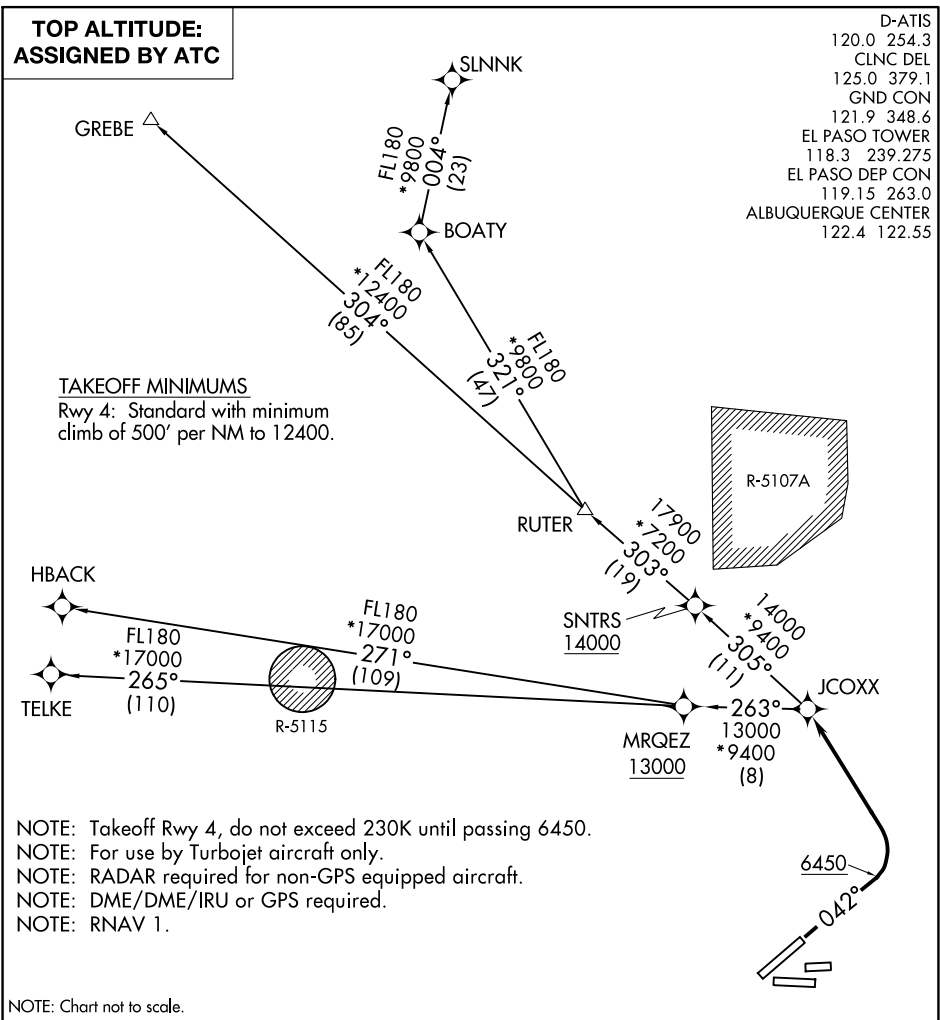 TOP ALTITUDE:
ASSIGNED BY ATC
D-ATIS
120.0 254.3
CLNC DEL
125.0 379.1
GND CON
121.9 348.6
EL PASO TOWER
118.3 239.275
EL PASO DEP CON
119.15 263.0
ALBUQUERQUE CENTER
122.4 122.55
SLNNK
GREBE
FL180
*9800
004°
(23)
BOATY
FL180
*12400
304°
(85)
FL180
*9800
321°
(47)
TAKEOFF MINIMUMS
Rwy 4: Standard with minimum
climb of 500' per NM to 12400.
R-5107A
RUTER
17900
*7200
303°
(19)
HBACK
SNTRS
14000
14000
*9400
305°
(11)
FL180
*17000
271°
(109)
FL180
*17000
265°
(110)
TELKE
R-5115
JCOXX
263°
13000
*9400
(8)
MRQEZ
13000
6450
042°
NOTE: Takeoff Rwy 4, do not exceed 230K until passing 6450.
NOTE: For use by Turbojet aircraft only.
NOTE: RADAR required for non-GPS equipped aircraft.
NOTE: DME/DME/IRU or GPS required.
NOTE: RNAV 1.
NOTE: Chart not to scale.